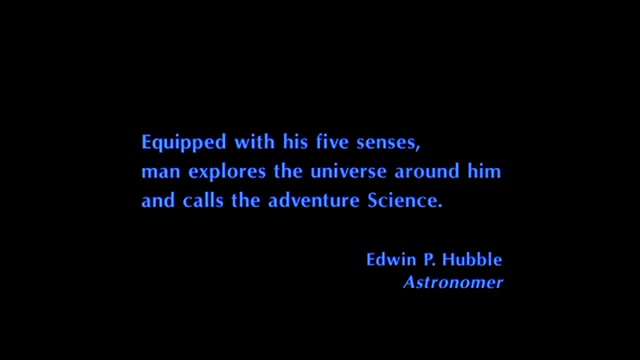 Equipped with his five senses,
man explores the universe around him
and calls the adventure Science.
Edwin P. Hubble
Astronomer